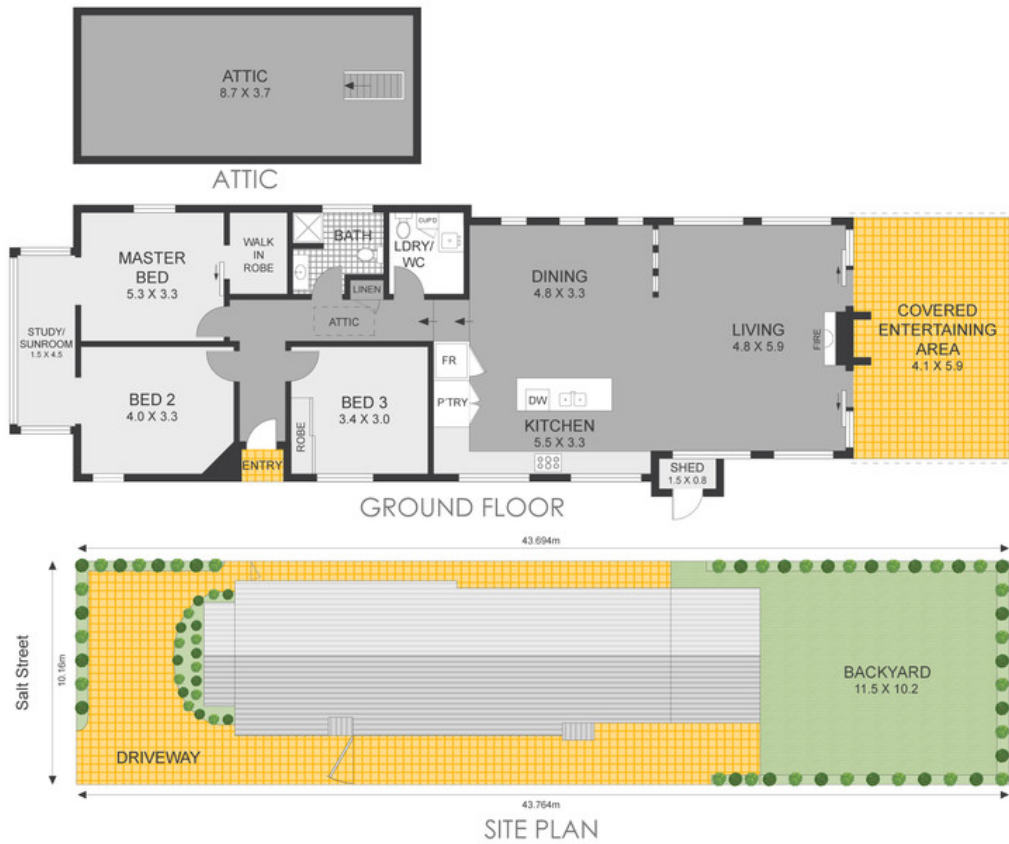 ATTIC
8.7 X 3.7
ATTIC
MASTER
BED
5.3 X 3.3
WALK
IN
ROBE
BATH
LINEN
CUP'D
LDRY/
WC
DINING
4.8 X 3.3
STUDY/
SUNROOM
1.5 X 4.5
ATTIC
LIVING
4.8 X 5.9
FIRE
COVERED
ENTERTAINING
AREA
4.1 X 5.9
BED 2
4.0 X 3.3
BED 3
3.4 X 3.0
ROBE
ENTRY
FR
P'TRY
DW
KITCHEN
5.5 X 3.3
SHED
1.5 X 0.8
GROUND FLOOR
43.694m
Salt Street
10.16m
BACKYARD
11.5 X 10.2
DRIVEWAY
43.764m
SITE PLAN